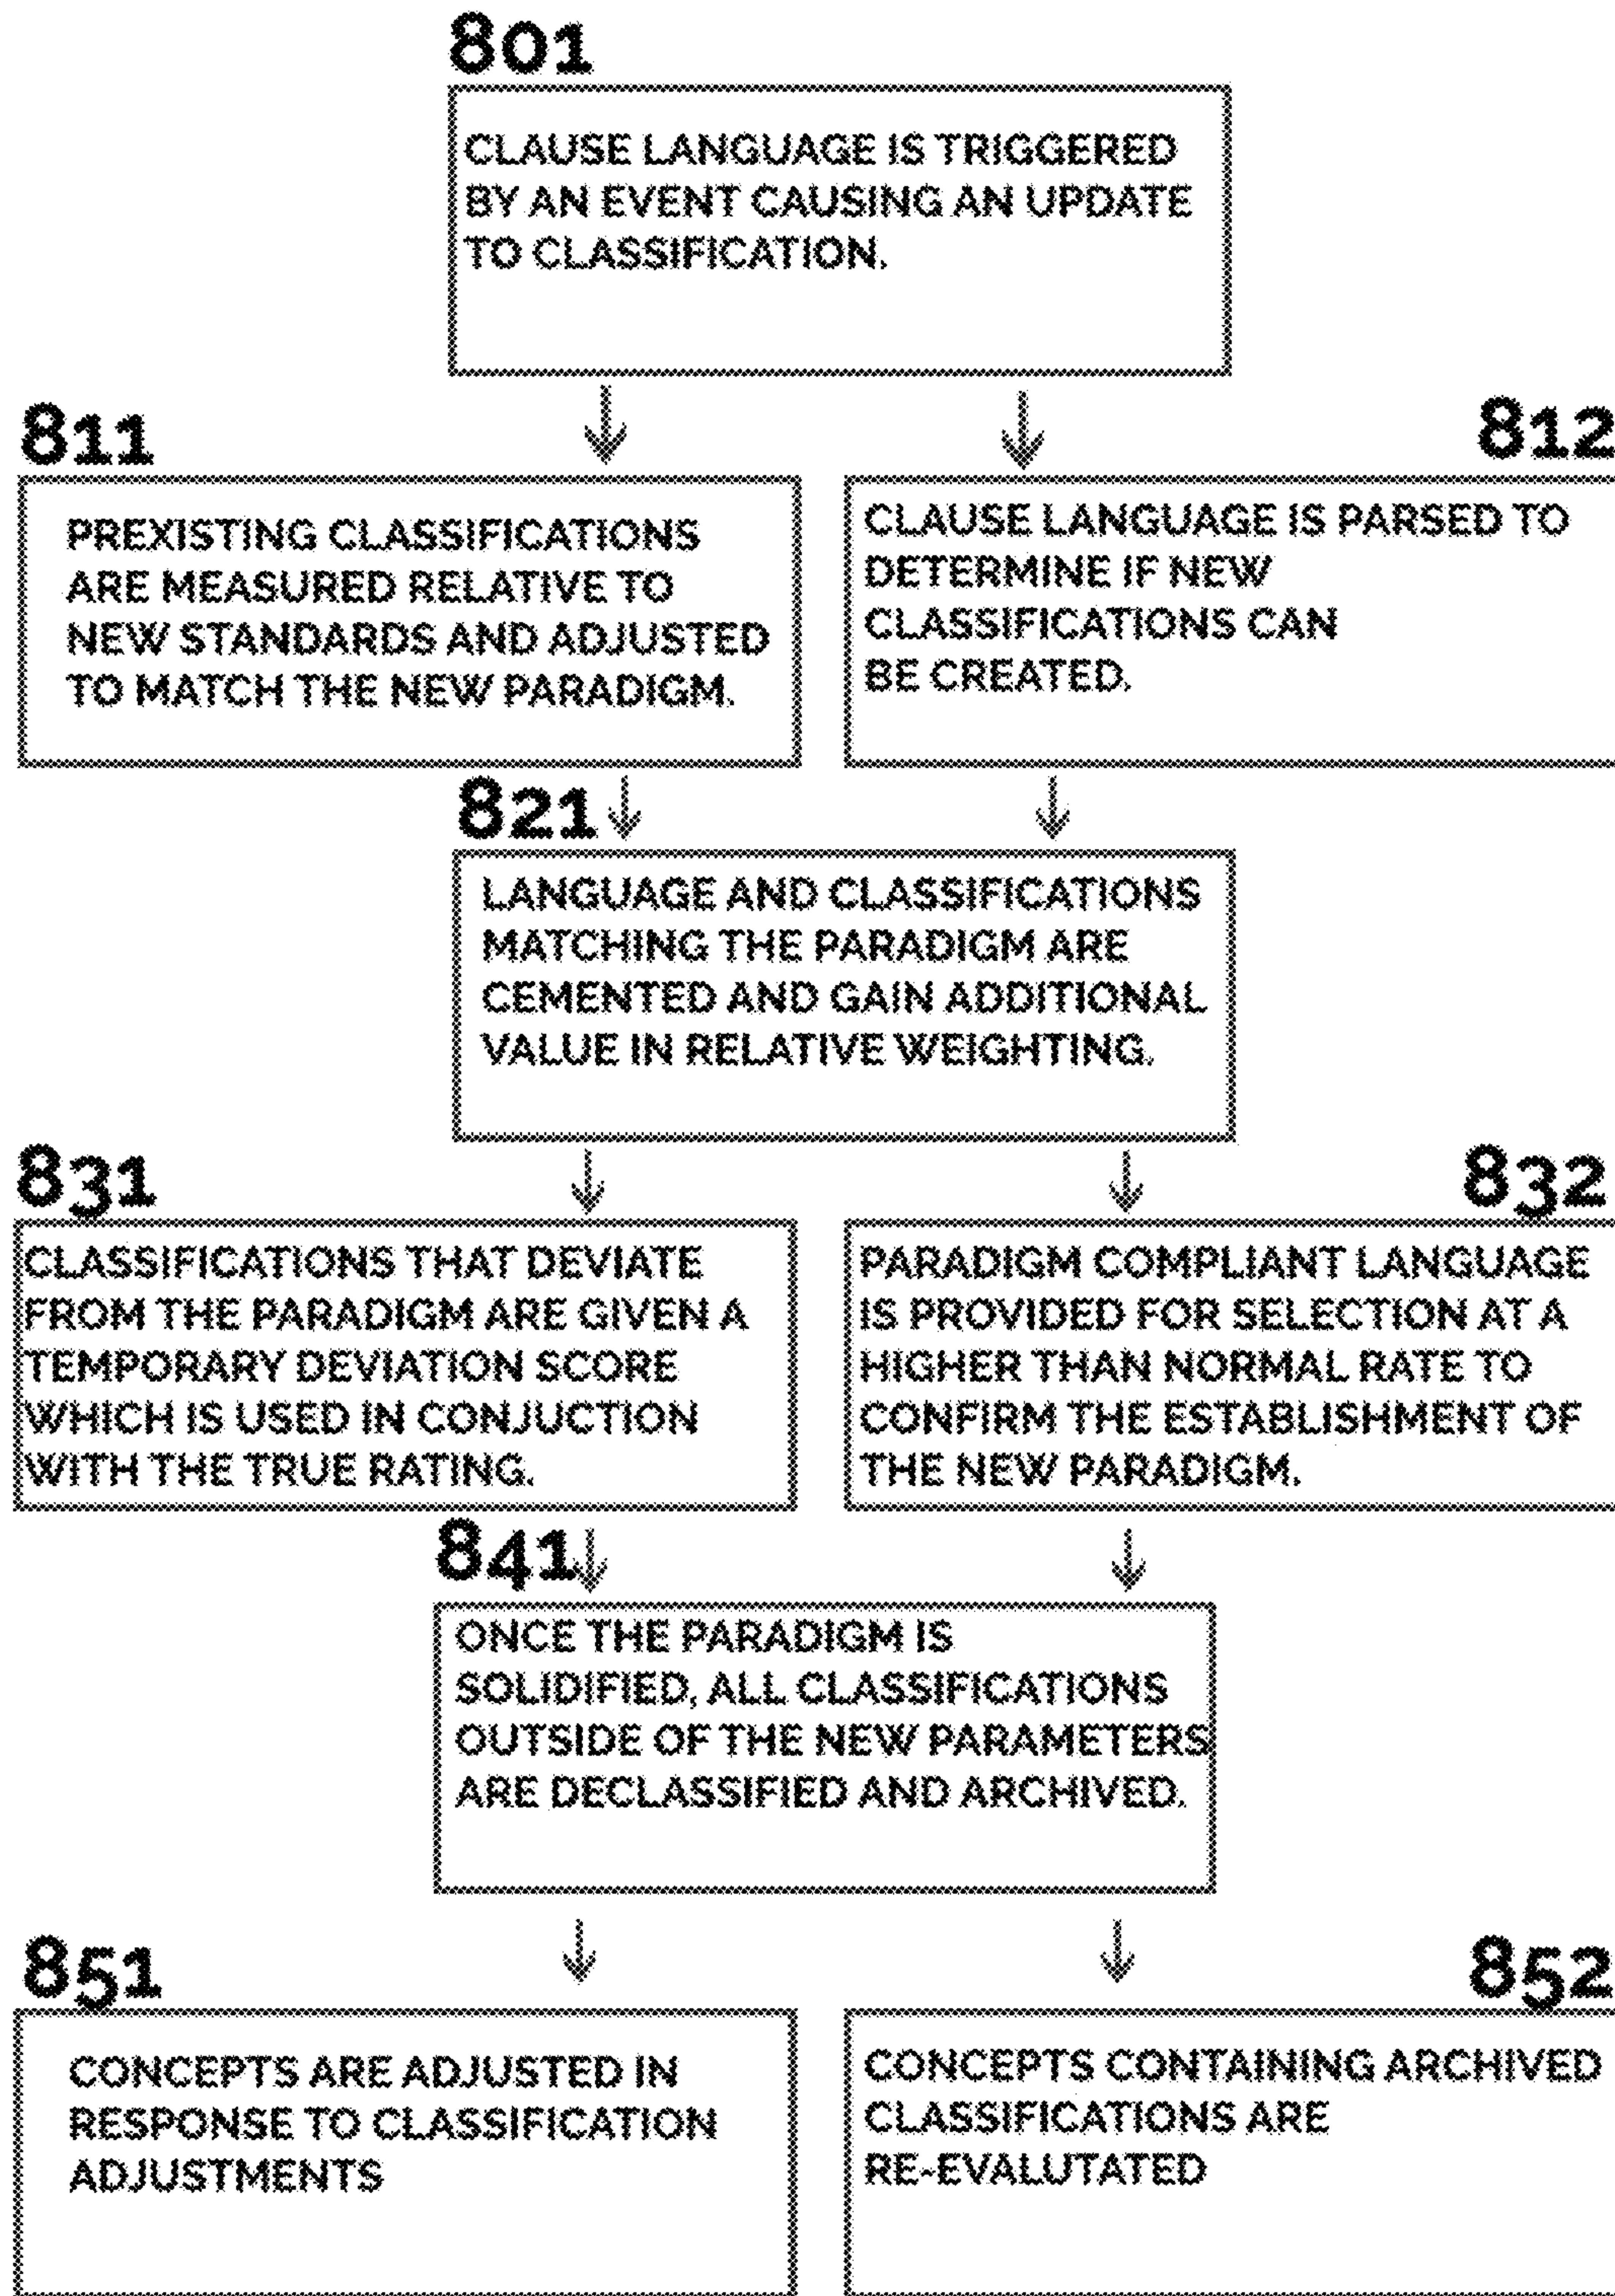 801
CLAUSE LANGUAGE IS TRIGGERED
BY AN EVENT CAUSING AN UPDATE
TO CLASSIFICATION.
811
PREXISTING CLASSIFICATIONS
ARE MEASURED RELATIVE TO
NEW STANDARDS AND ADJUSTED
TO MATCH THE NEW PARADIGM.
812
CLAUSE LANGUAGE IS PARSED TO
DETERMINE IF NEW
CLASSIFICATIONS CAN
BE CREATED.
821
LANGUAGE AND CLASSIFICATIONS
MATCHING THE PARADIGM ARE
CEMENTED AND GAIN ADDITIONAL
VALUE IN RELATIVE WEIGHTING.
831
CLASSIFICATIONS THAT DEVIATE
FROM THE PARADIGM ARE GIVEN A
TEMPORARY DEVIATION SCORE
WHICH IS USED IN CONJUCTION
WITH THE TRUE RATING.
832
PARADIGM COMPLIANT LANGUAGE
IS PROVIDED FOR SELECTION AT A
HIGHER THAN NORMAL RATE TO
CONFIRM THE ESTABLISHMENT OF
THE NEW PARADIGM.
841
ONCE THE PARADIGM IS
SOLIDIFIED, ALL CLASSIFICATIONS
OUTSIDE OF THE NEW PARAMETERS
ARE DECLASSIFIED AND ARCHIVED.
851
CONCEPTS ARE ADJUSTED IN
RESPONSE TO CLASSIFICATION
ADJUSTMENTS
852
CONCEPTS CONTAINING ARCHIVED
CLASSIFICATIONS ARE
RE-EVALUTATED